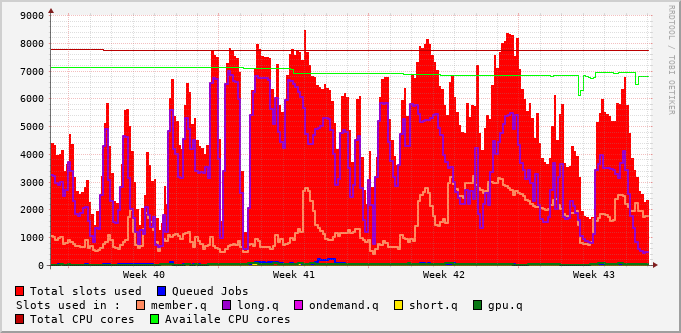 RRDTOOL / TOBI OETIKER
9000
8000
7000
6000
5000
4000
3000
2000
1000
0
Week 40 Week 41 Week 42 Week 43
Total slots used Queued Jobs
Slots used in : member.q long.q ondemand.q short.q gpu.q
Total CPU cores Availale CPU cores